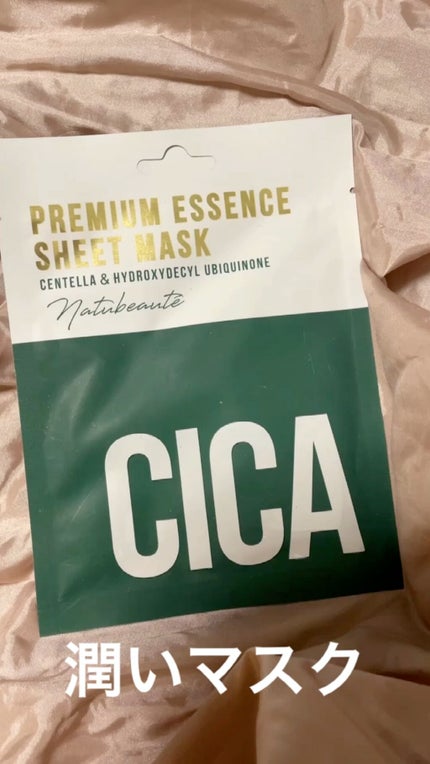 PREMIUM ESSENCE
SHEET MASK
CENTELLA & HYDROXYDECYL UBIQUINONE
Natubeauté
CICA
潤いマスク